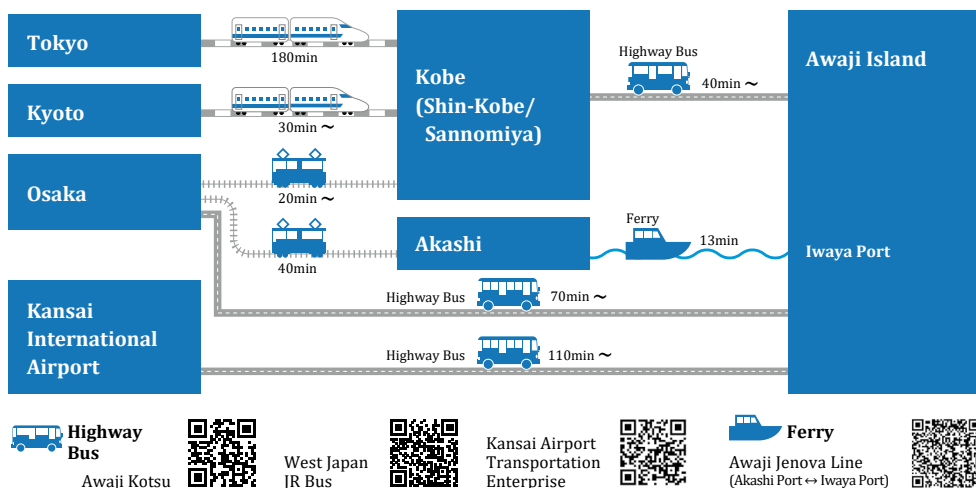 Tokyo
180min
Kyoto
30min ~
Osaka
20min ~
40min
Kansai
International
Airport
Kobe
(Shin-Kobe/
Sannomiya)
Akashi
Highway Bus
40min ~
Ferry
13min
Highway Bus
70min ~
Highway Bus
110min ~
Awaji Island
Iwaya Port
Highway
Bus
Awaji Kotsu
West Japan
JR Bus
Kansai Airport
Transportation
Enterprise
Ferry
Awaji Jenova Line
(Akashi Port ↔ Iwaya Port)